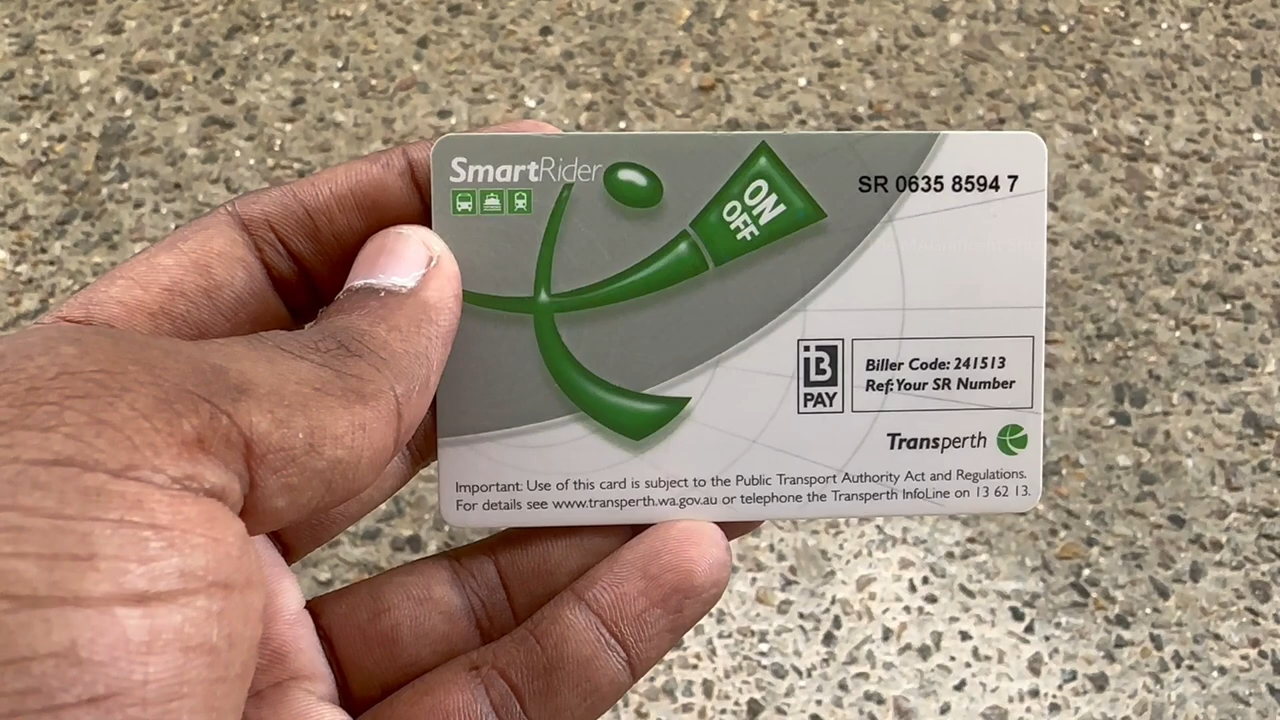 SmartRider
ON
OFF
SR 0635 8594 7
B
PAY
Biller Code: 241513
Ref: Your SR Number
Transperth
Important: Use of this card is subject to the Public Transport Authority Act and Regulations.
For details see www.transperth.wa.gov.au or telephone the Transperth InfoLine on 13 62 13.